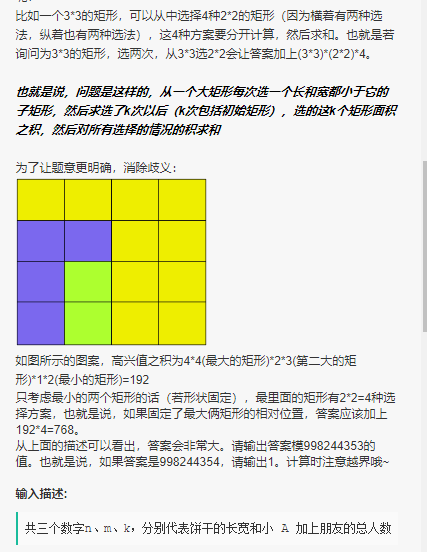 比如一个3*3的矩形，可以从中选择4种2*2的矩形（因为横着有两种选
法，纵着也有两种选法），这4种方案要分开计算，然后求和。也就是若
询问为3*3的矩形，选两次，从3*3选2*2会让答案加上(3*3)*(2*2)*4。
也就是说，问题是这样的，从一个大矩形每次选一个长和宽都小于它的
子矩形，然后求选了k次以后（k次包括初始矩形），选的这k个矩形面积
之积，然后对所有选择的情况的积求和
为了让题意更明确，消除歧义：
如图所示的图案，高兴值之积为4*4(最大的矩形)*2*3(第二大的矩
形)*1*2(最小的矩形)=192
只考虑最小的两个矩形的话（若形状固定），最里面的矩形有2*2=4种选
择方案，也就是说，如果固定了最大俩矩形的相对位置，答案应该加上
192*4=768。
从上面的描述可以看出，答案会非常大。请输出答案模998244353的
值。也就是说，如果答案是998244354，请输出1。计算时注意越界哦~
输入描述:
共三个数字n、m、k，分别代表饼干的长宽和小 A 加上朋友的总人数